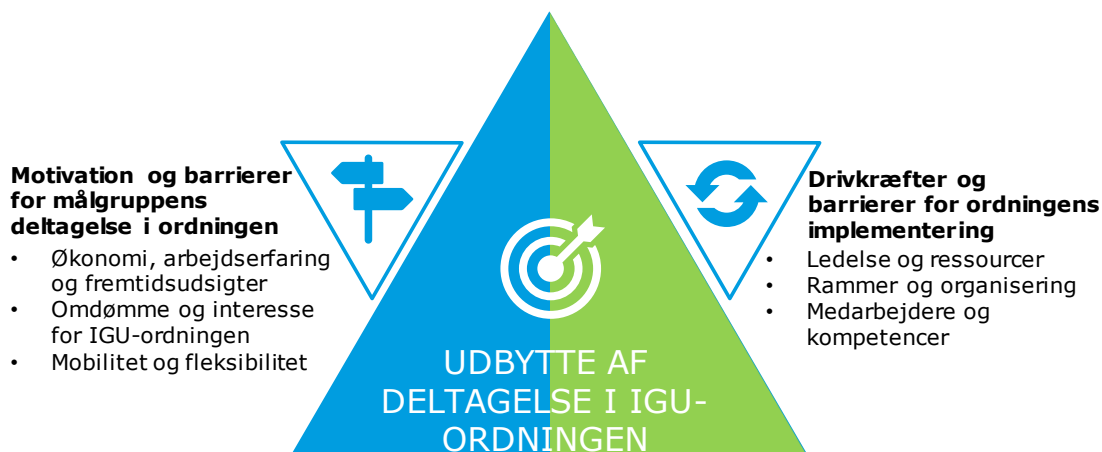 Motivation og barrierer
for målgruppens
deltagelse i ordningen
• Økonomi, arbejdserfaring
og fremtidsudsigter
• Omdømme og interesse
for IGU-ordningen
• Mobilitet og fleksibilitet
UDBYTTE AF
DELTAGELSE I IGU-
ORDNINGEN
Drivkræfter og
barrierer for ordningens
implementering
• Ledelse og ressourcer
• Rammer og organisering
• Medarbejdere og
kompetencer